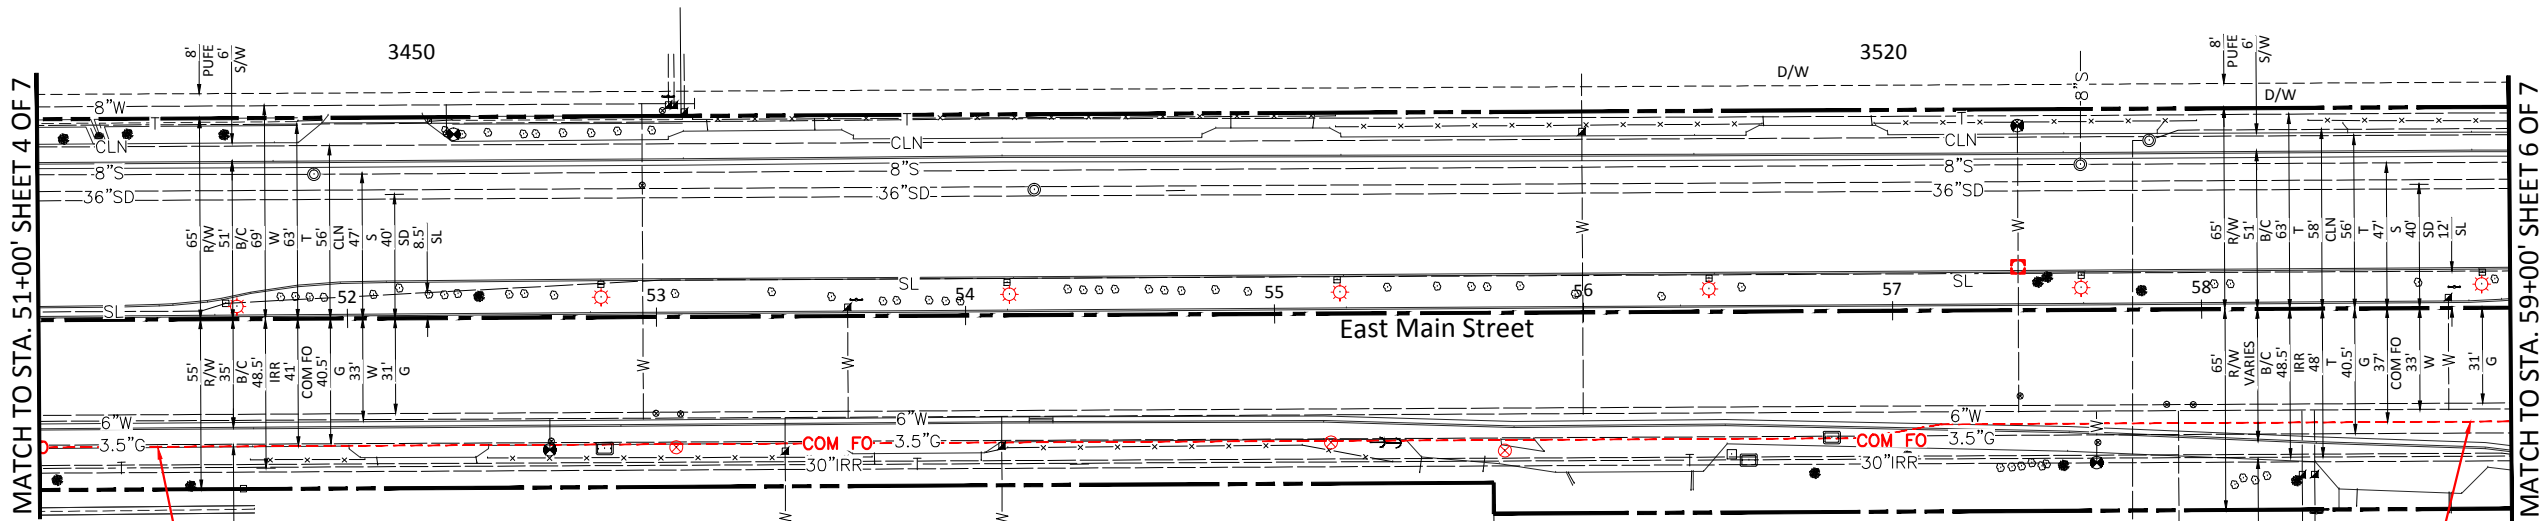 MATCH TO STA. 51+00' SHEET 4 OF 7
3450
3520
8'
PUFE
6'
S/W
8'
PUFE
6'
S/W
D/W
D/W
8"S
8"W
T
T
T
CLN
CLN
CLN
8"S
8"S
8"S
36"SD
36"SD
36"SD
65'
R/W
51'
B/C
69'
W
63'
T
56'
CLN
47'
S
40'
SD
8.5'
SL
W
W
65'
R/W
51'
B/C
63'
T
58'
CLN
56'
T
47'
S
40'
SD
12'
SL
SL
SL
SL
52
53
54
55
56
57
58
East Main Street
55'
R/W
35'
B/C
48.5'
IRR
41'
COM FO
40.5'
G
33'
W
31'
G
W
W
65'
R/W
VARIES
B/C
48.5'
IRR
48'
T
40.5'
G
37'
COM FO
33'
W
W
31'
G
6"W
6"W
6"W
W
3.5"G
COM FO
3.5"G
COM FO
3.5"G
T
30"IRR
T
T
30"IRR
W
W
MATCH TO STA. 59+00' SHEET 6 OF 7